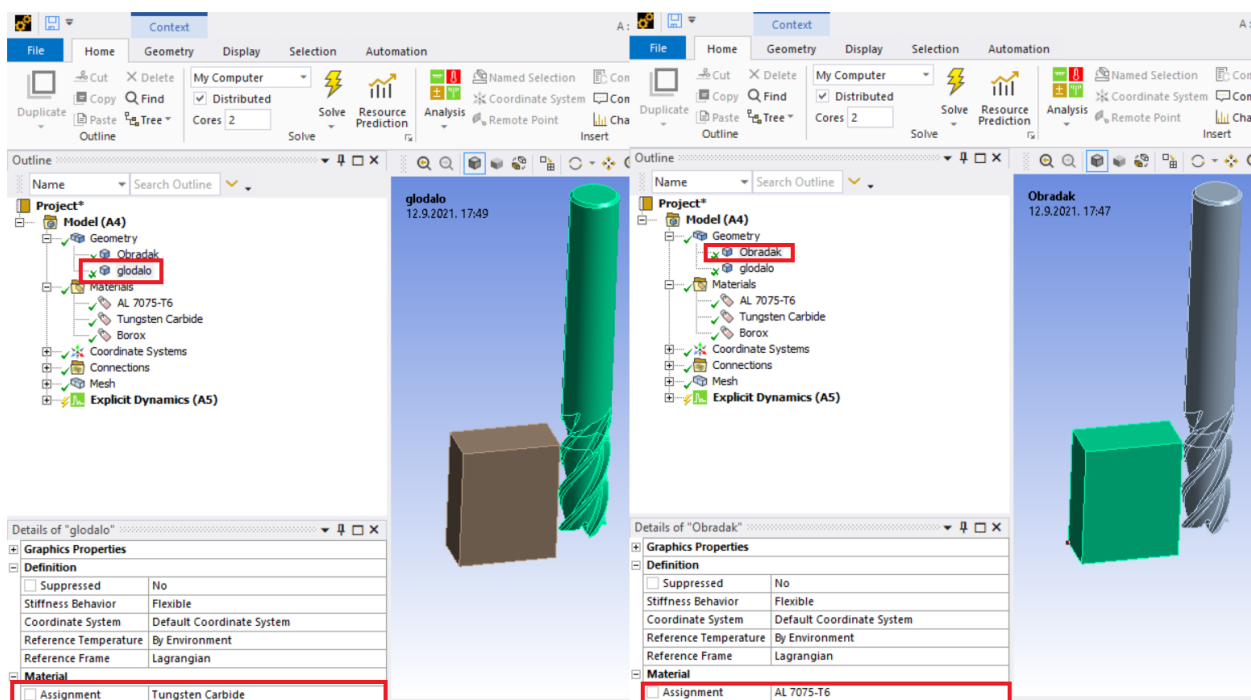 Context
A :
File Home Geometry Display Selection Automation
Duplicate
Cut
Copy
Paste
Delete
Find
Tree
Outline
My Computer
Distributed
Cores 2
Solve
Resource
Prediction
Solve
Analysis
Named Selection
Coordinate System
Remote Point
Con
Con
Cha
Insert
Outline
Name Search Outline
Project*
Model (A4)
Geometry
Obradak
glodalo
Materials
AL 7075-T6
Tungsten Carbide
Borox
Coordinate Systems
Connections
Mesh
Explicit Dynamics (A5)
glodalo
12.9.2021. 17:49
Details of "glodalo"
Graphics Properties
Definition
Suppressed No
Stiffness Behavior Flexible
Coordinate System Default Coordinate System
Reference Temperature By Environment
Reference Frame Lagrangian
Material
Assignment Tungsten Carbide
Context
A :
File Home Geometry Display Selection Automation
Duplicate
Cut
Copy
Paste
Delete
Find
Tree
Outline
My Computer
Distributed
Cores 2
Solve
Resource
Prediction
Solve
Analysis
Named Selection
Coordinate System
Remote Point
Con
Con
Cha
Insert
Outline
Name Search Outline
Project*
Model (A4)
Geometry
Obradak
glodalo
Materials
AL 7075-T6
Tungsten Carbide
Borox
Coordinate Systems
Connections
Mesh
Explicit Dynamics (A5)
Obradak
12.9.2021. 17:47
Details of "Obradak"
Graphics Properties
Definition
Suppressed No
Stiffness Behavior Flexible
Coordinate System Default Coordinate System
Reference Temperature By Environment
Reference Frame Lagrangian
Material
Assignment AL 7075-T6